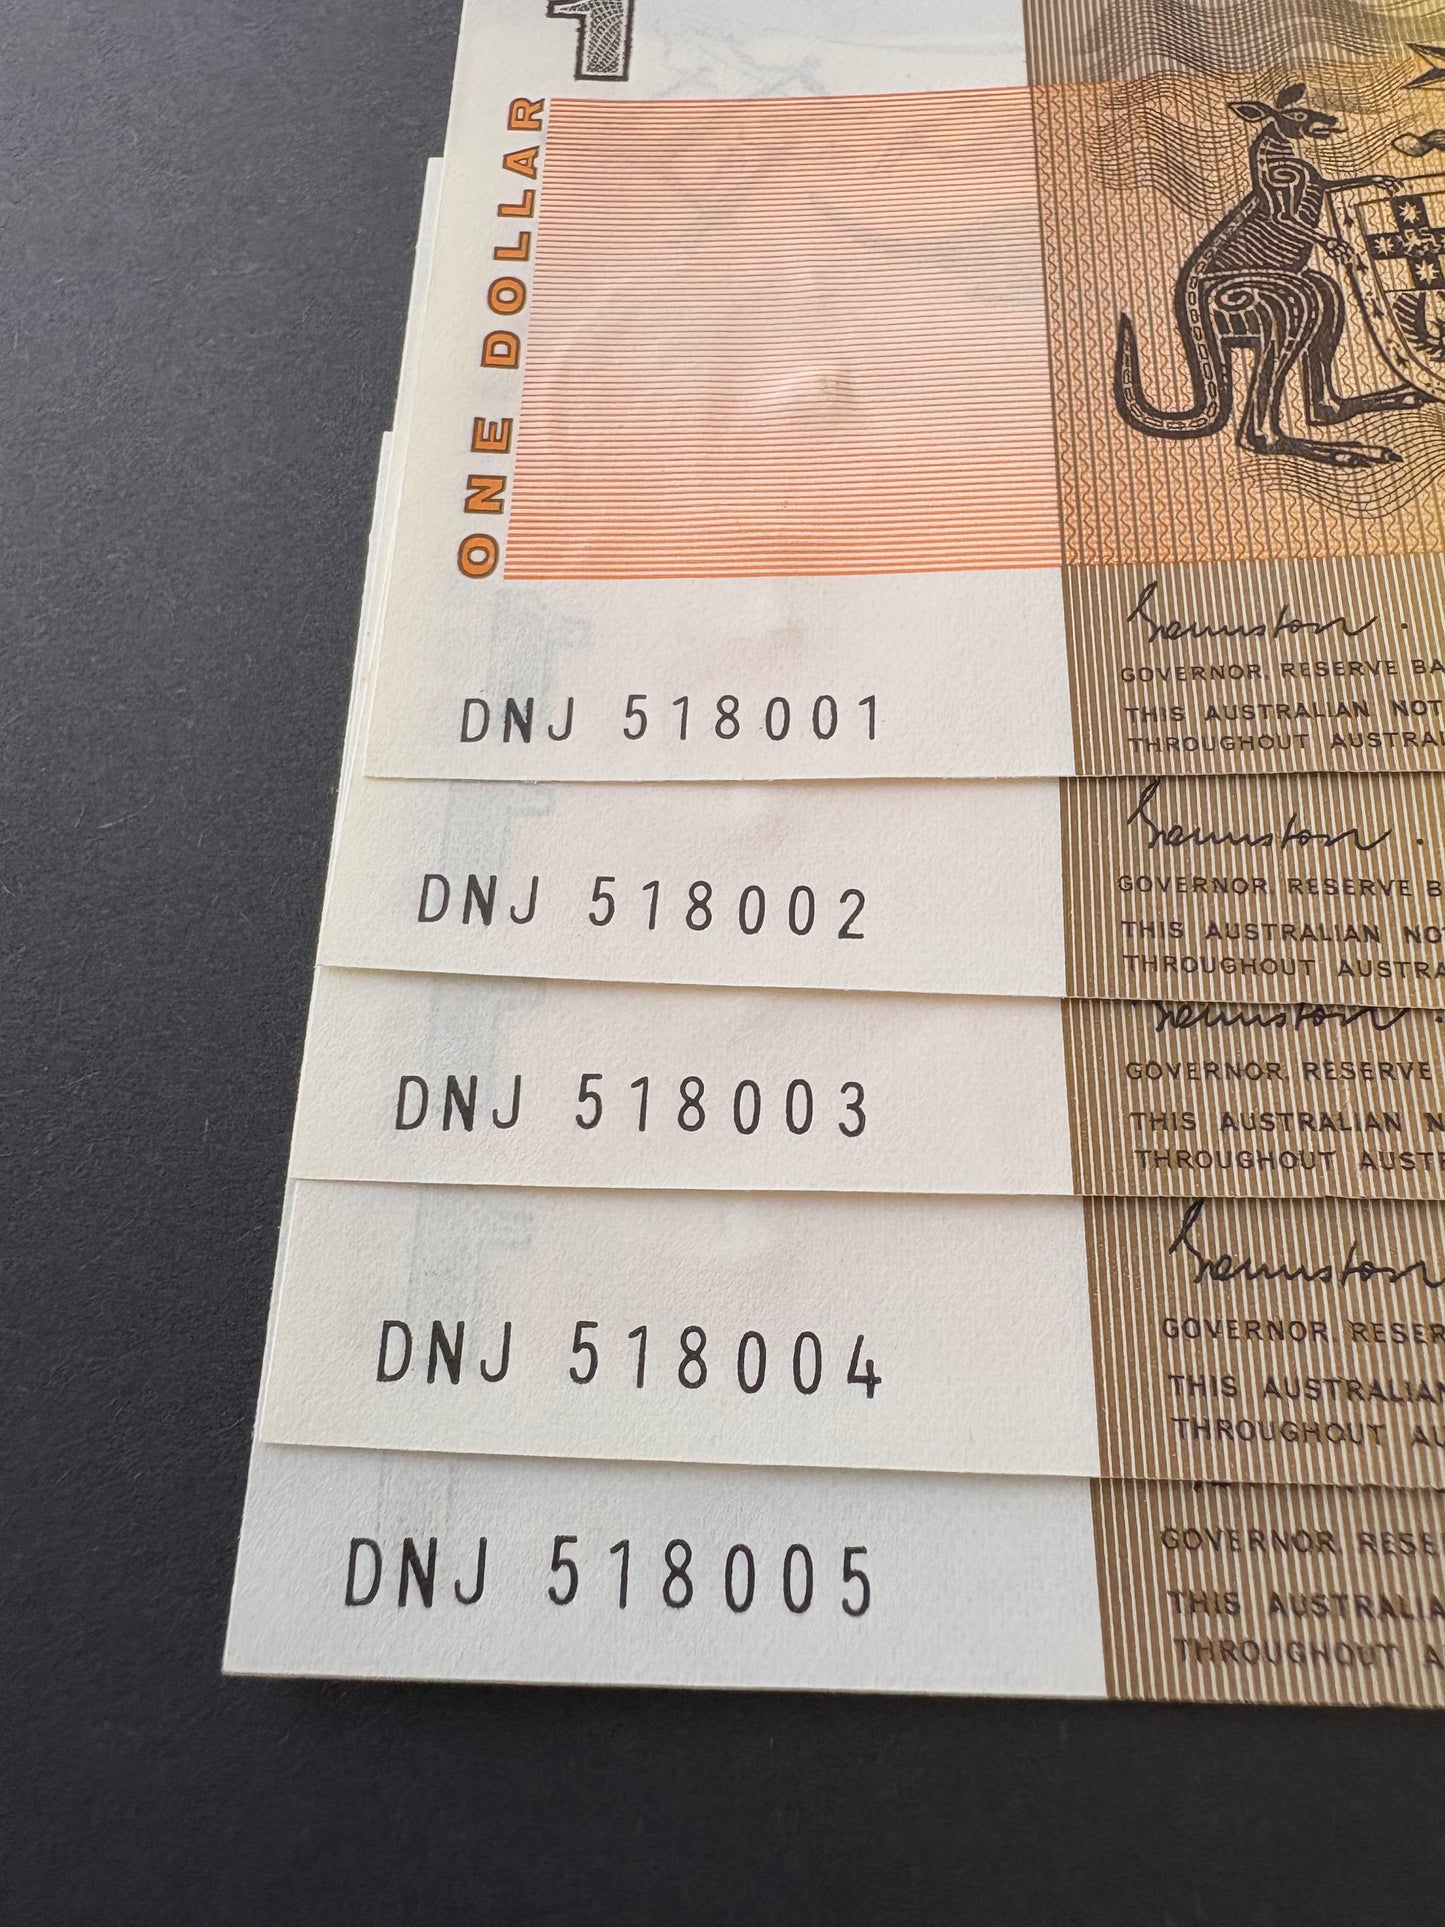 1
ONE DOLLAR
GOVERNOR, RESERVE BA
THIS AUSTRALIAN NOT
THROUGHOUT AUSTRAL
DNJ 518001
GOVERNOR, RESERVE B
THIS AUSTRALIAN NO
THROUGHOUT AUSTRA
DNJ 518002
GOVERNOR, RESERVE
THIS AUSTRALIAN N
THROUGHOUT AUST
DNJ 518003
GOVERNOR, RESER
THIS AUSTRALIAN
THROUGHOUT AU
DNJ 518004
GOVERNOR, RESE
THIS AUSTRALIA
THROUGHOUT A
DNJ 518005